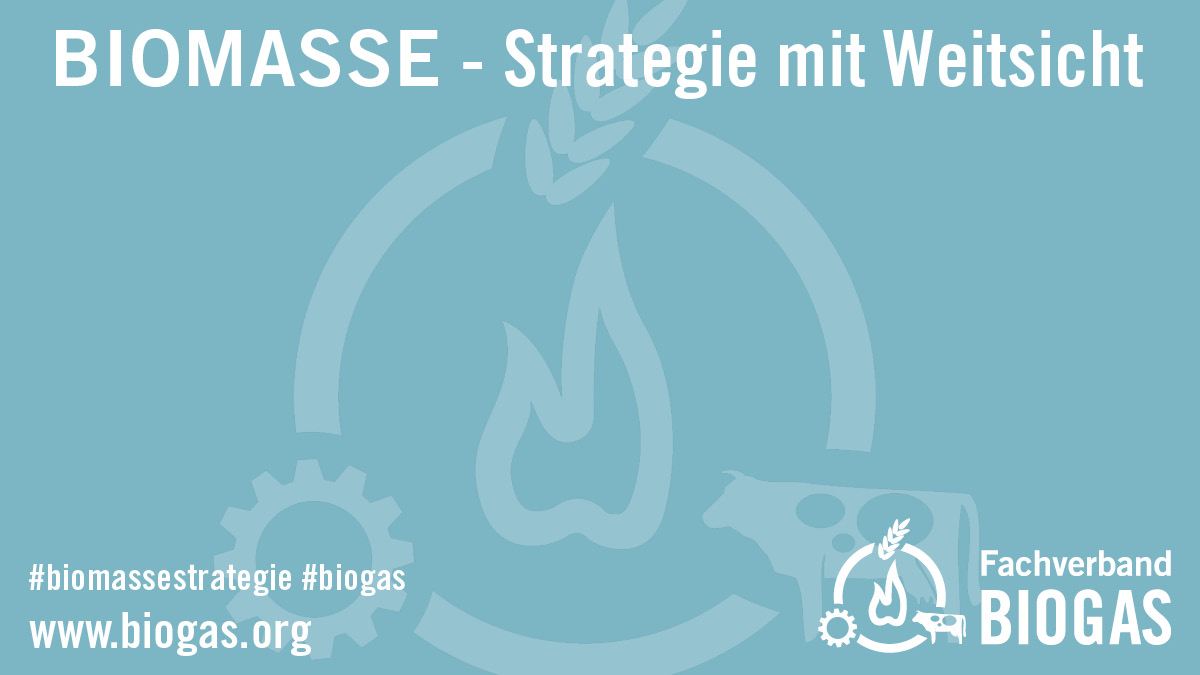 BIOMASSE - Strategie mit Weitsicht
#biomassestrategie #biogas
www.biogas.org
Fachverband
BIOGAS